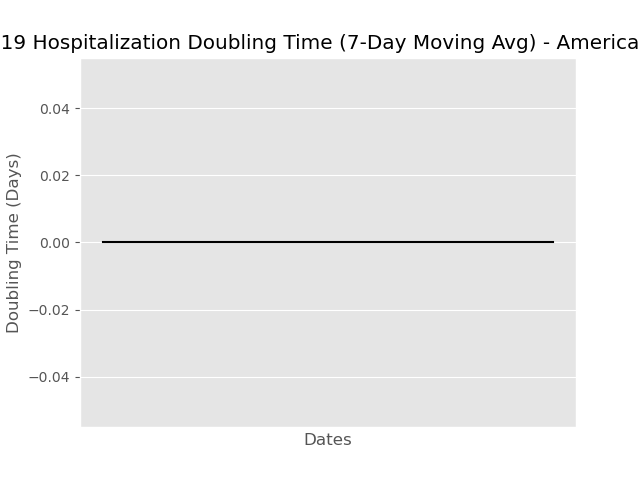 19 Hospitalization Doubling Time (7-Day Moving Avg) - America
0.04
0.02
0.00
−0.02
−0.04
Doubling Time (Days)
Dates